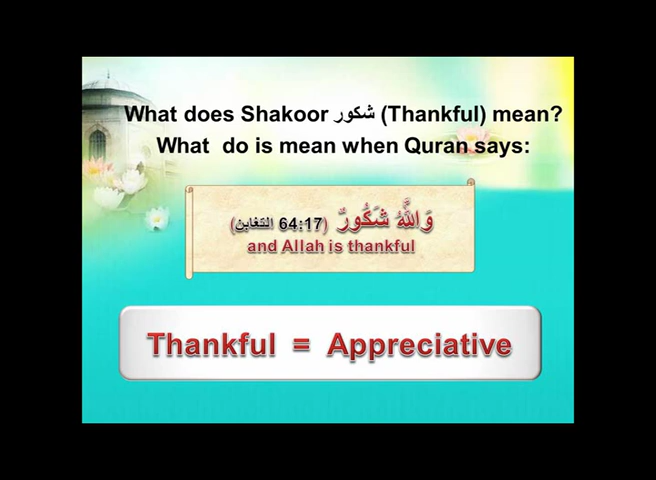 What does Shakoor شكور (Thankful) mean?
What do is mean when Quran says:
وَاللَّهُ شَكُورٌ (64:17 التغابن)
and Allah is thankful
Thankful = Appreciative